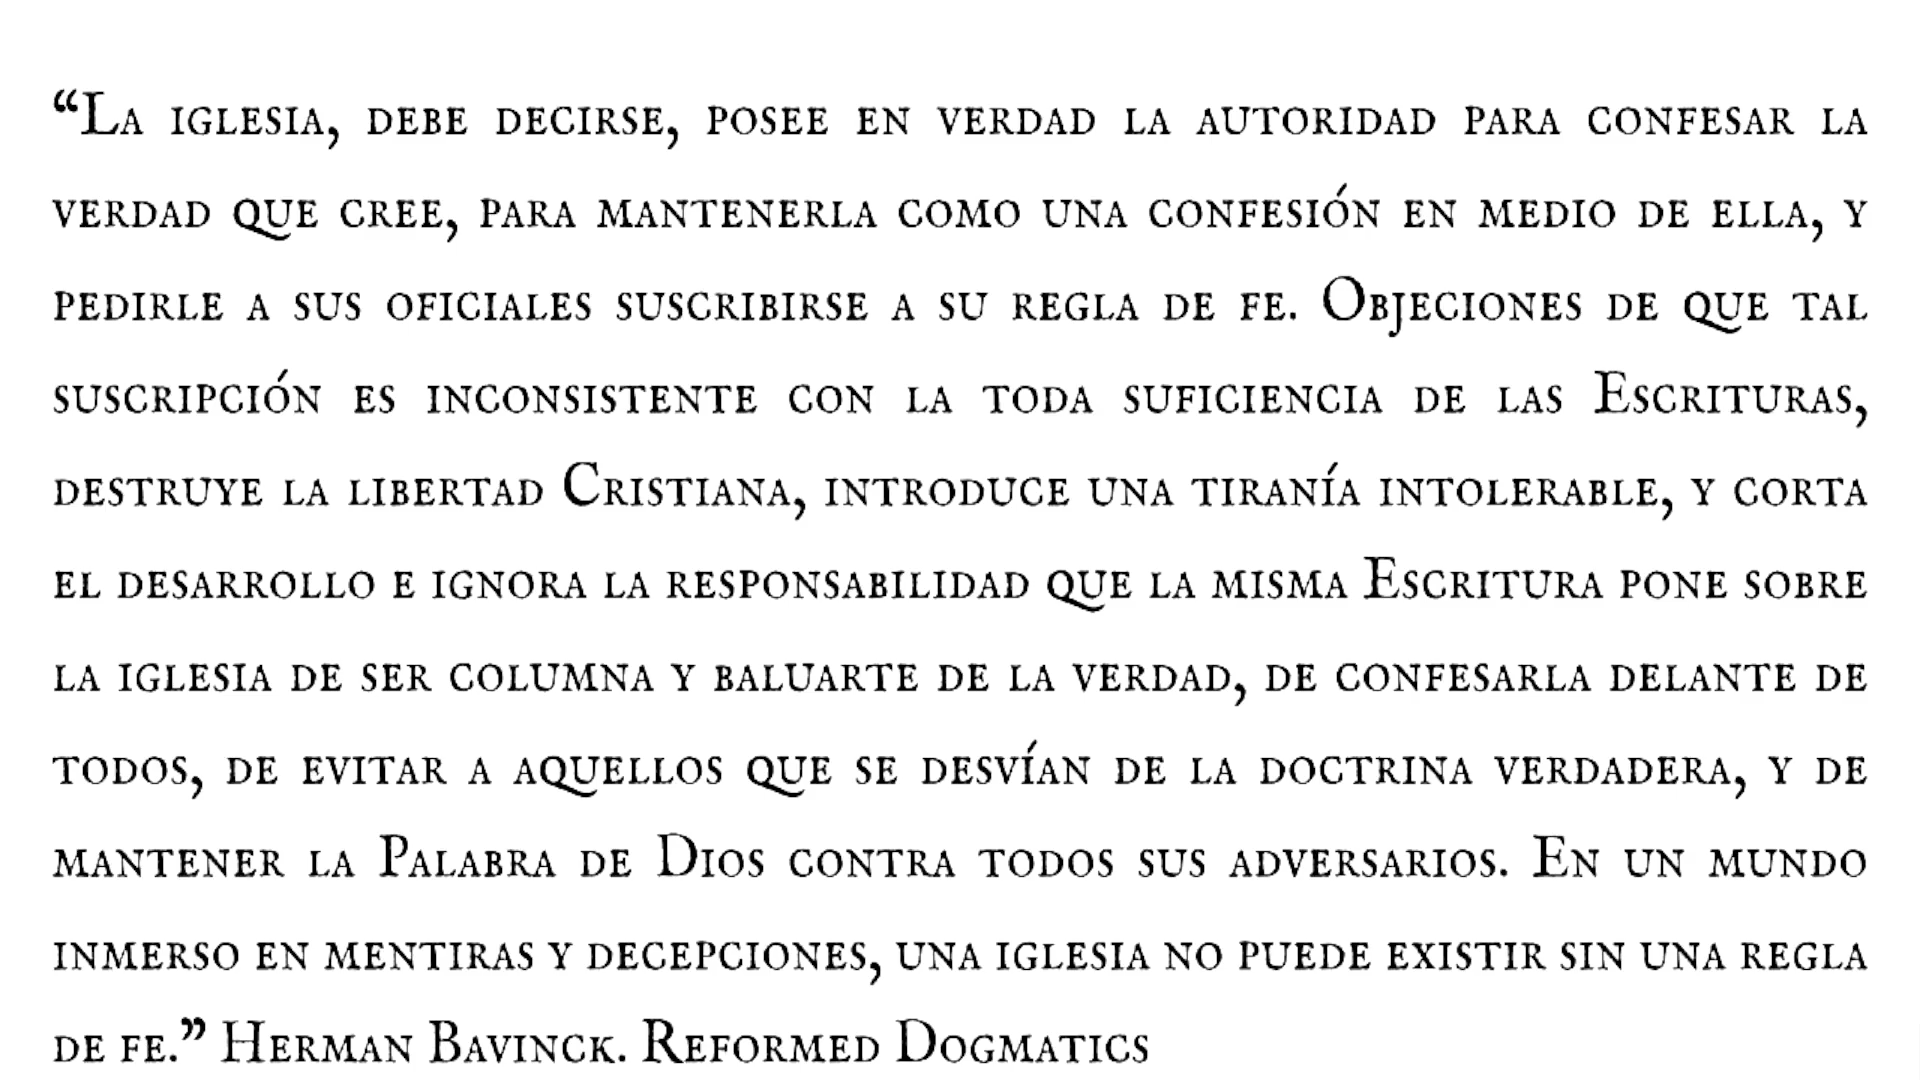 “La iglesia, debe decirse, posee en verdad la autoridad para confesar la
verdad que cree, para mantenerla como una confesión en medio de ella, y
pedirle a sus oficiales suscribirse a su regla de fe. Objeciones de que tal
suscripción es inconsistente con la toda suficiencia de las Escrituras,
destruye la libertad Cristiana, introduce una tiranía intolerable, y corta
el desarrollo e ignora la responsabilidad que la misma Escritura pone sobre
la iglesia de ser columna y baluarte de la verdad, de confesarla delante de
todos, de evitar a aquellos que se desvían de la doctrina verdadera, y de
mantener la Palabra de Dios contra todos sus adversarios. En un mundo
inmerso en mentiras y decepciones, una iglesia no puede existir sin una regla
de fe.” Herman Bavinck. Reformed Dogmatics